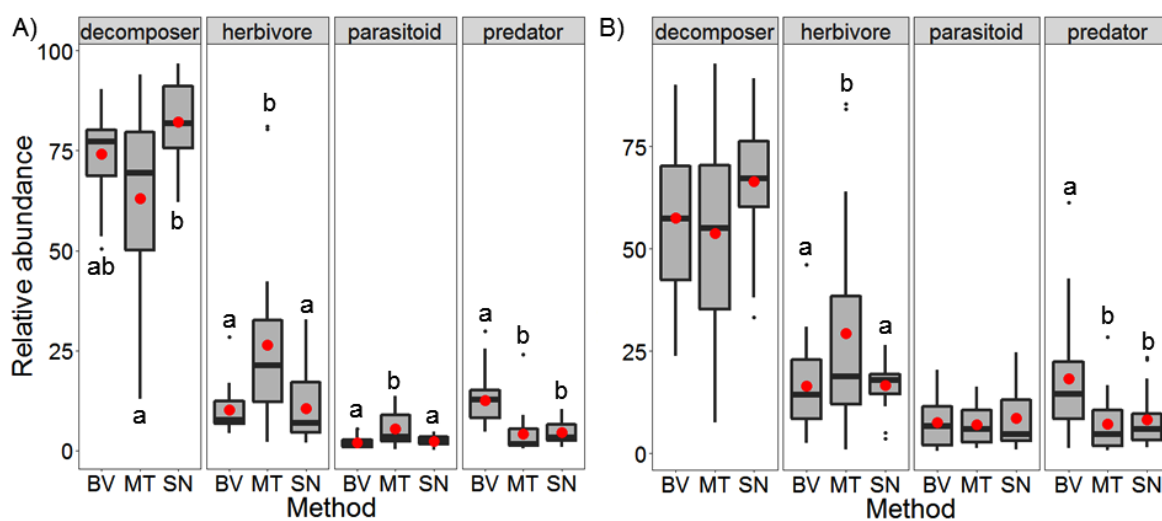 A) decomposer herbivore parasitoid predator B) decomposer herbivore parasitoid predator
100
75
50
25
0
Relative abundance
ab a b
a b a
a b a
a b b
75
50
25
0
a b a
a b b
BV MT SN BV MT SN BV MT SN BV MT SN BV MT SN BV MT SN BV MT SN BV MT SN
Method Method